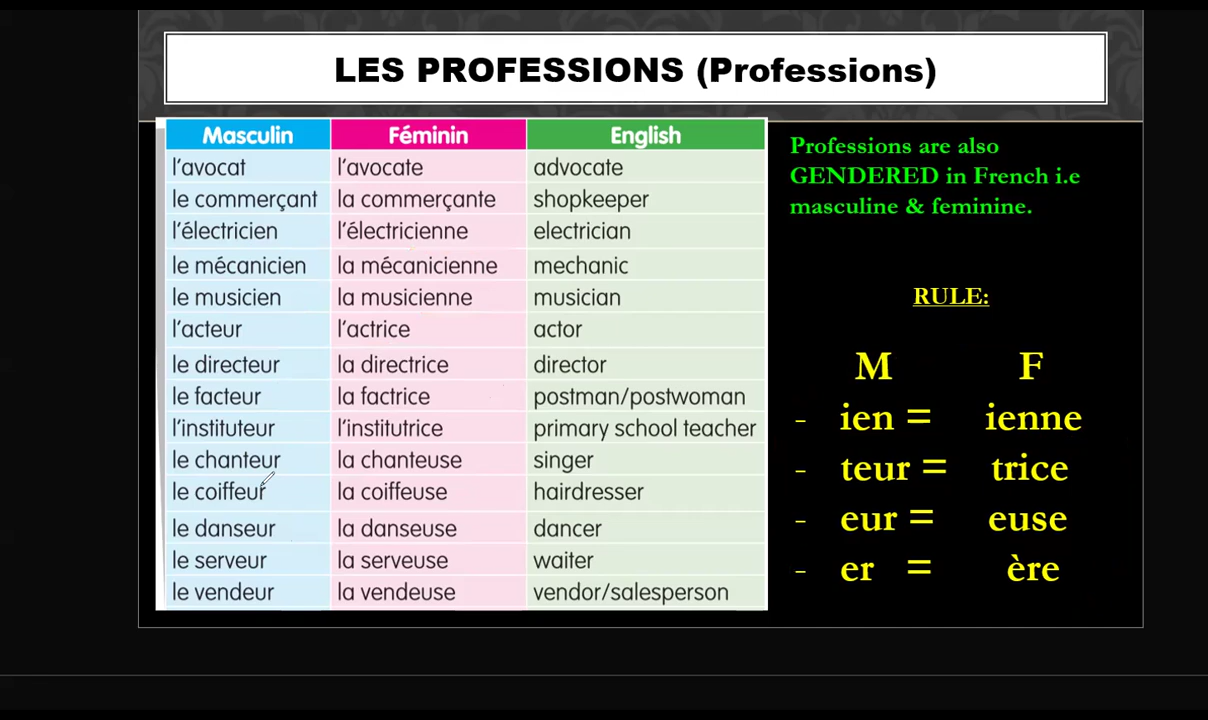 LES PROFESSIONS (Professions)
Masculin Féminin English
l'avocat l'avocate advocate
le commerçant la commerçante shopkeeper
l'électricien l'électricienne electrician
le mécanicien la mécanicienne mechanic
le musicien la musicienne musician
l'acteur l'actrice actor
le directeur la directrice director
le facteur la factrice postman/postwoman
l'instituteur l'institutrice primary school teacher
le chanteur la chanteuse singer
le coiffeur la coiffeuse hairdresser
le danseur la danseuse dancer
le serveur la serveuse waiter
le vendeur la vendeuse vendor/salesperson
Professions are also
GENDERED in French i.e
masculine & feminine.
RULE:
M F
- ien = ienne
- teur = trice
- eur = euse
- er = ère